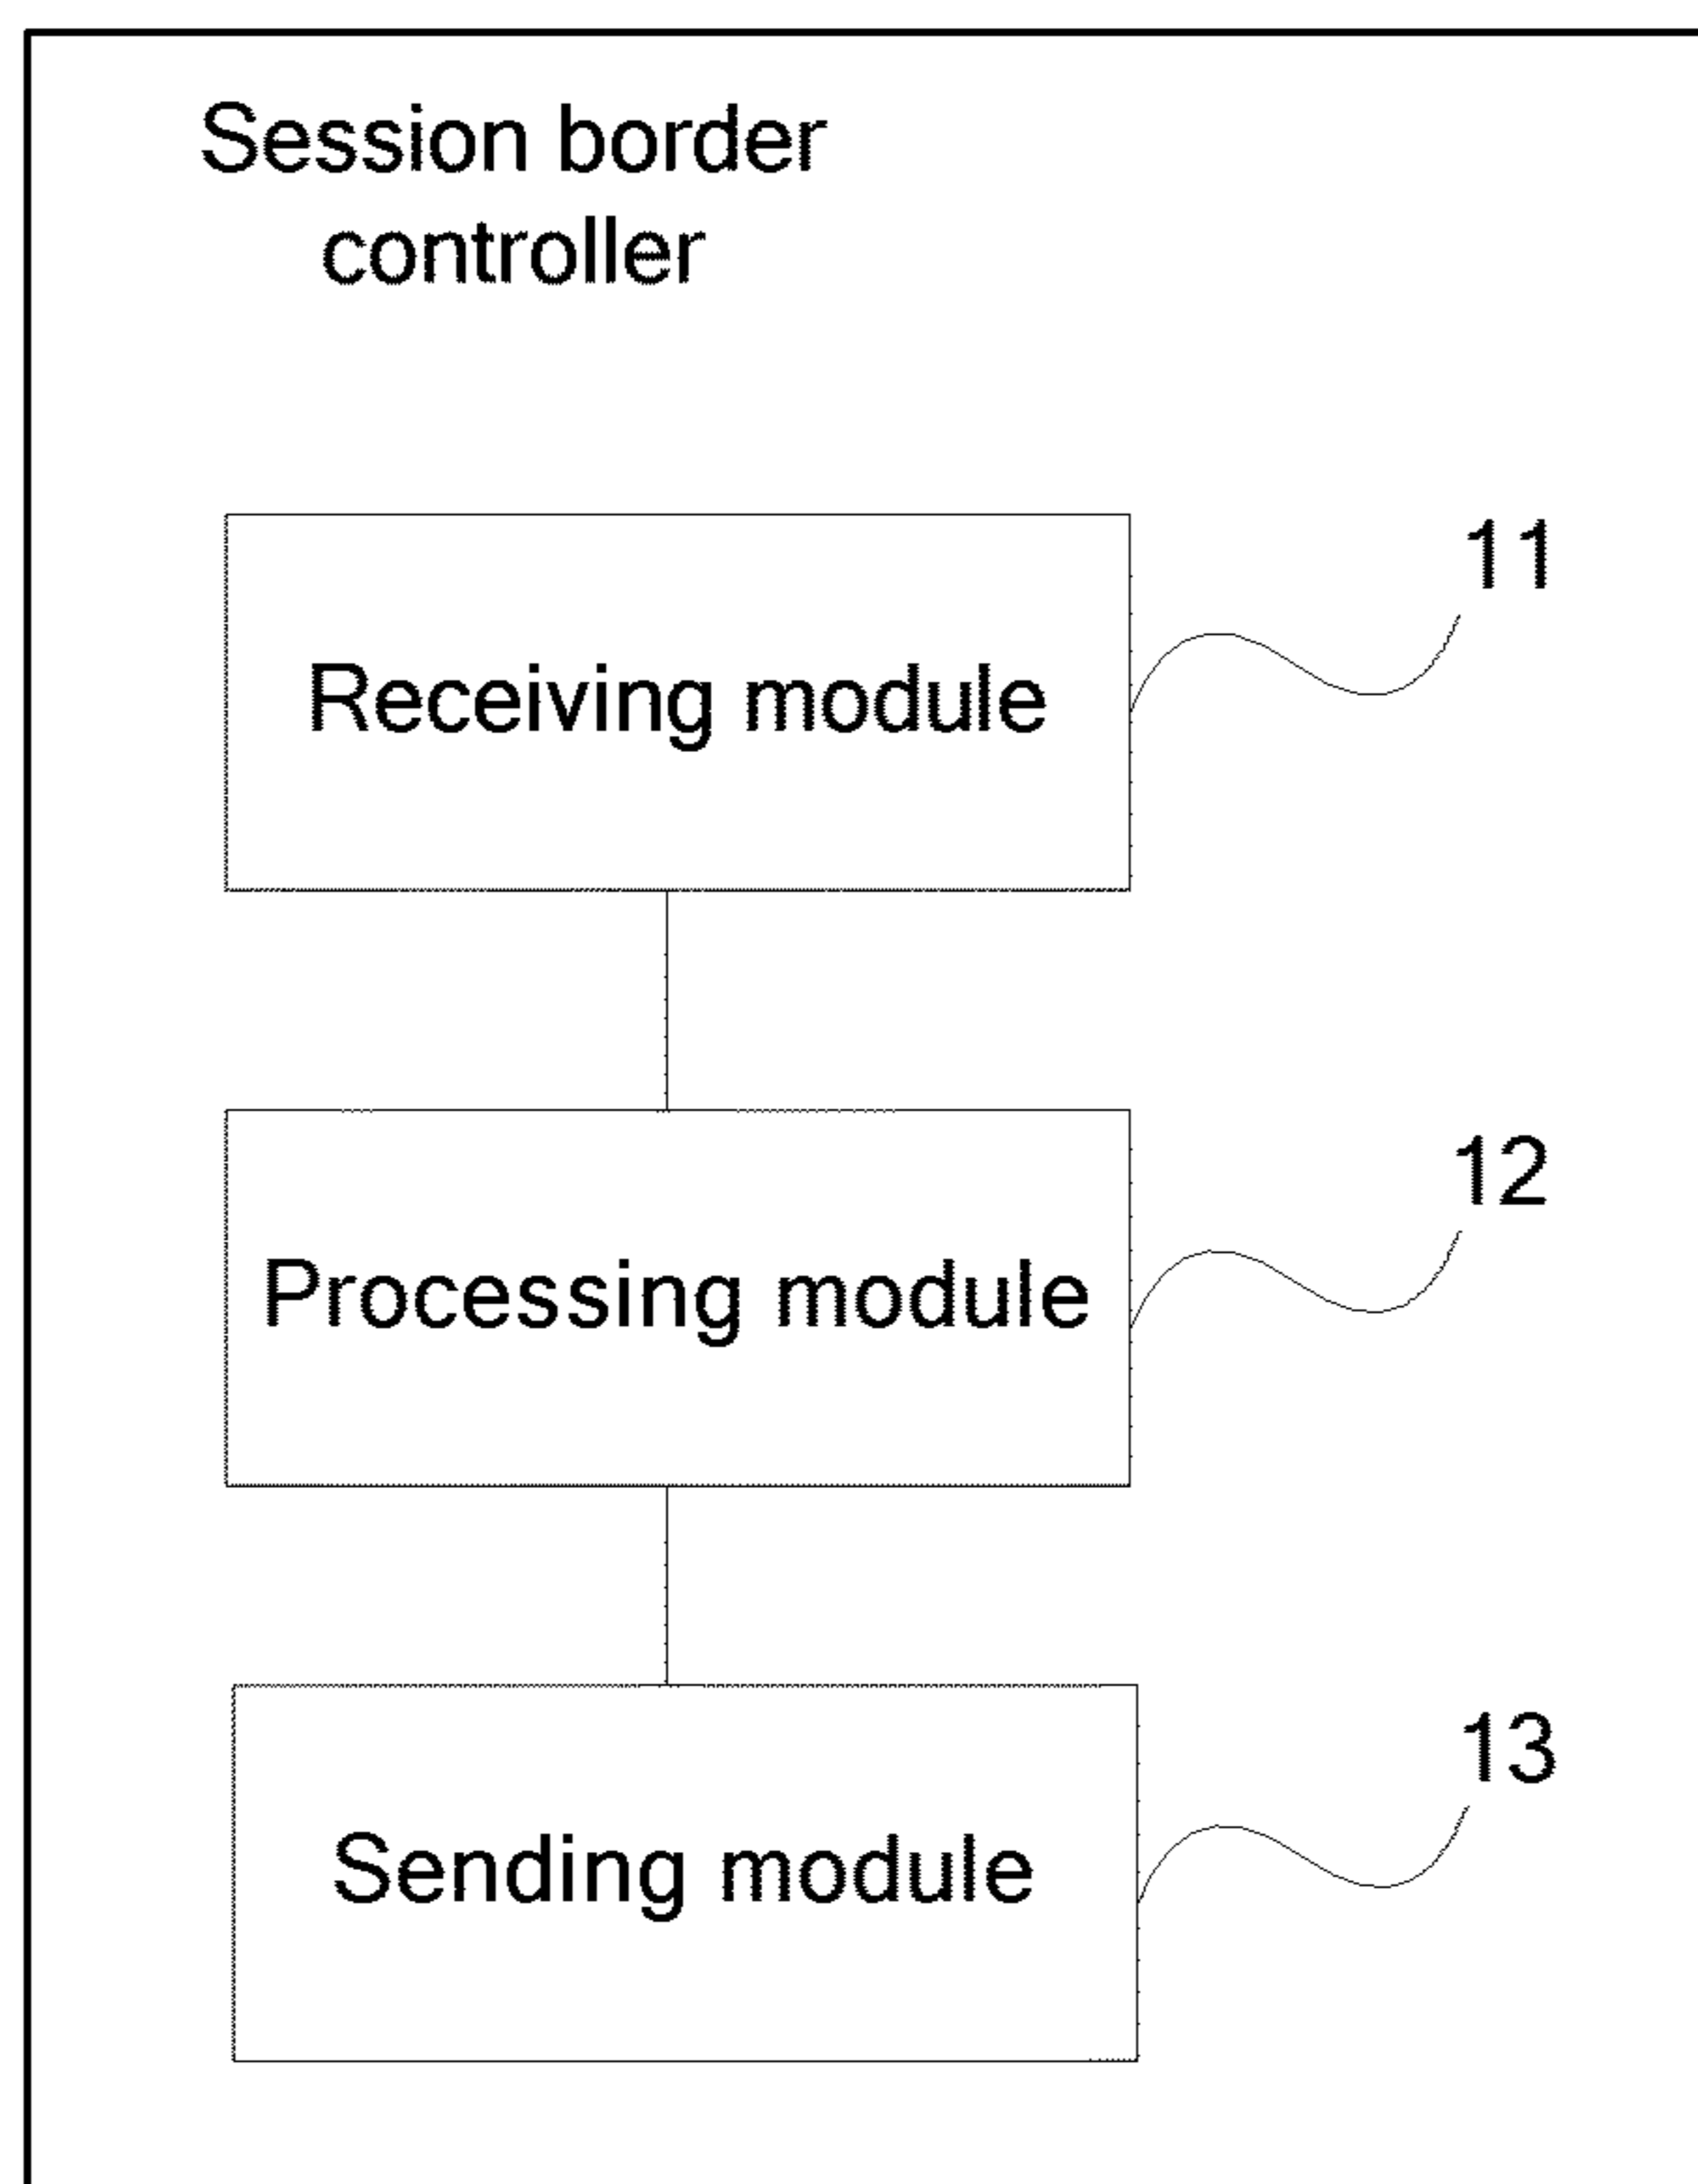 Session border
controller
11
Receiving module
12
Processing module
13
Sending module